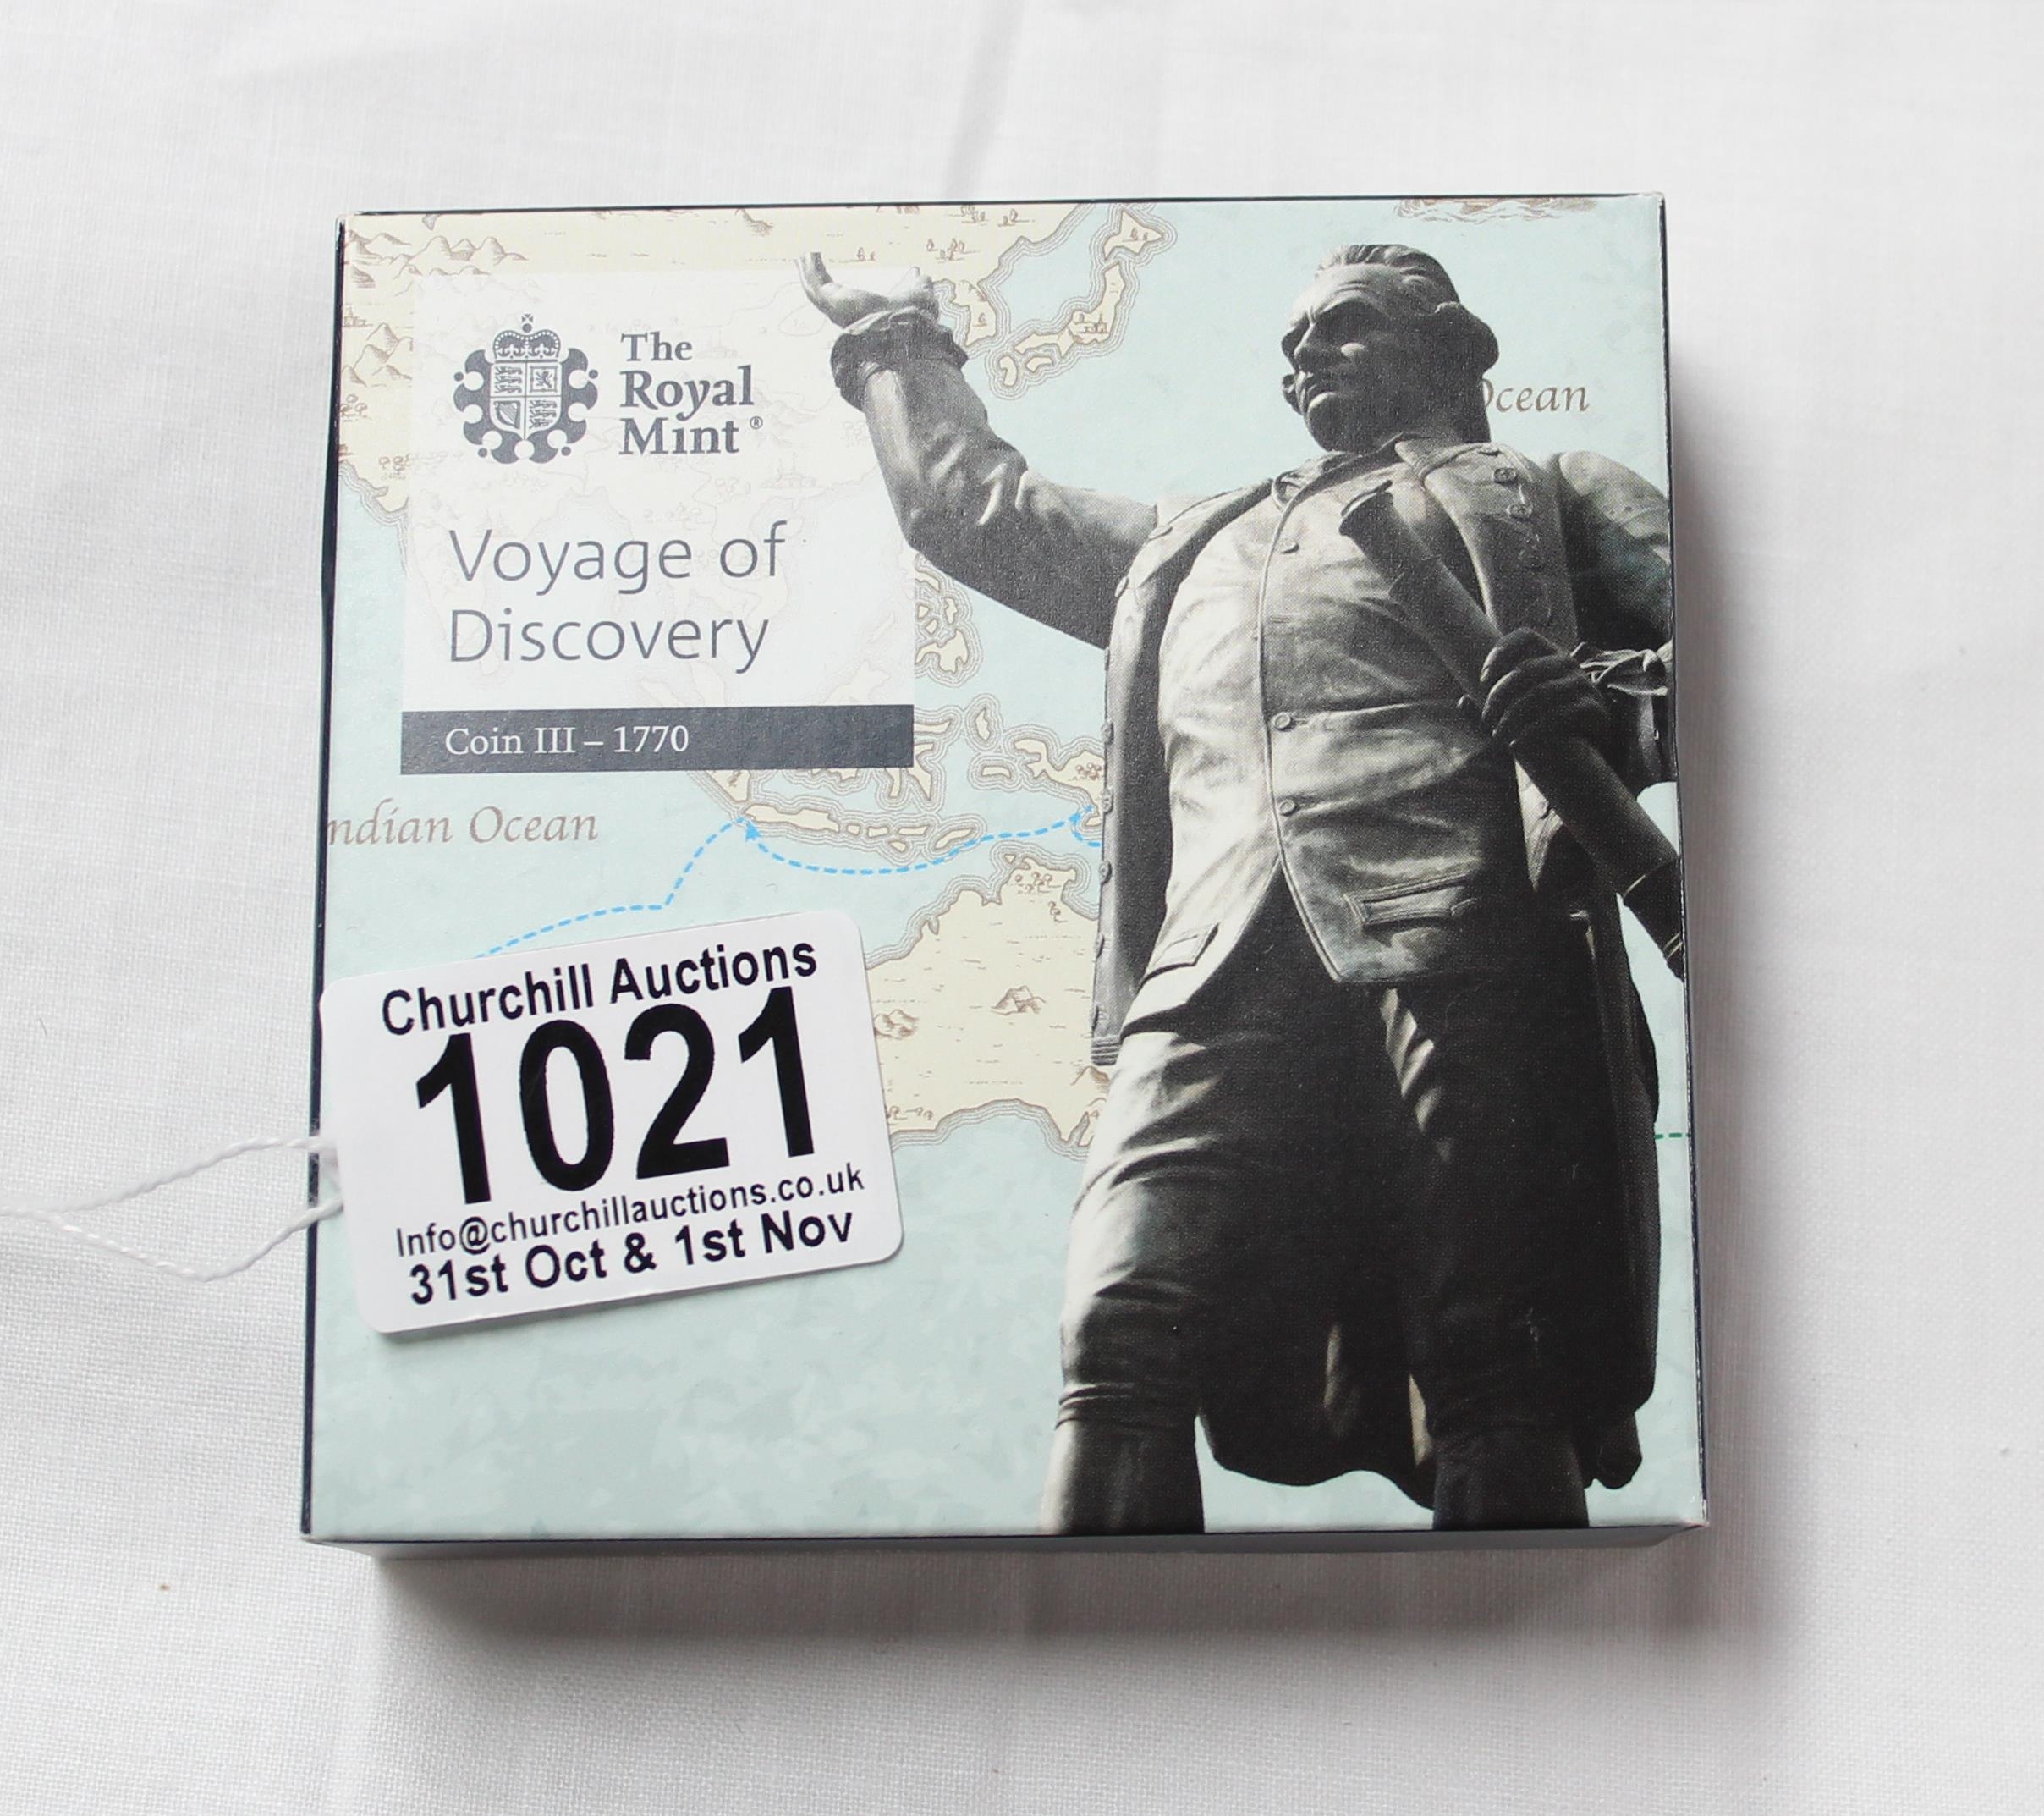 The
Royal
Mint®
Ocean
Voyage of
Discovery
Coin III – 1770
ndian Ocean
Churchill Auctions
1021
Info@churchillauctions.co.uk
31st Oct & 1st Nov